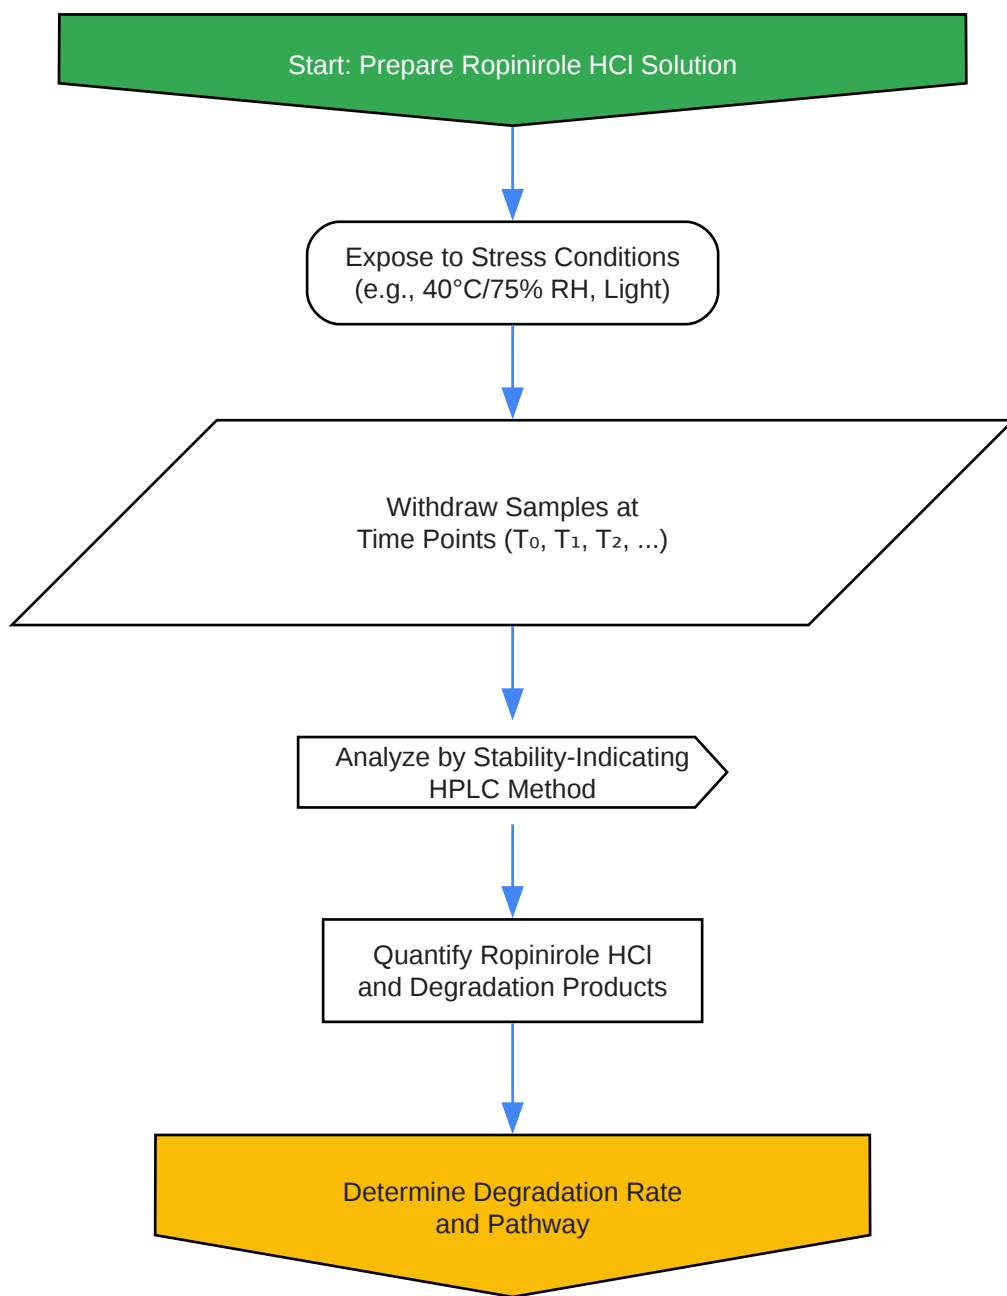 Start: Prepare Ropinirole HCl Solution
Expose to Stress Conditions
(e.g., 40°C/75% RH, Light)
Withdraw Samples at
Time Points (T₀, T₁, T₂, ...)
Analyze by Stability-Indicating
HPLC Method
Quantify Ropinirole HCl
and Degradation Products
Determine Degradation Rate
and Pathway